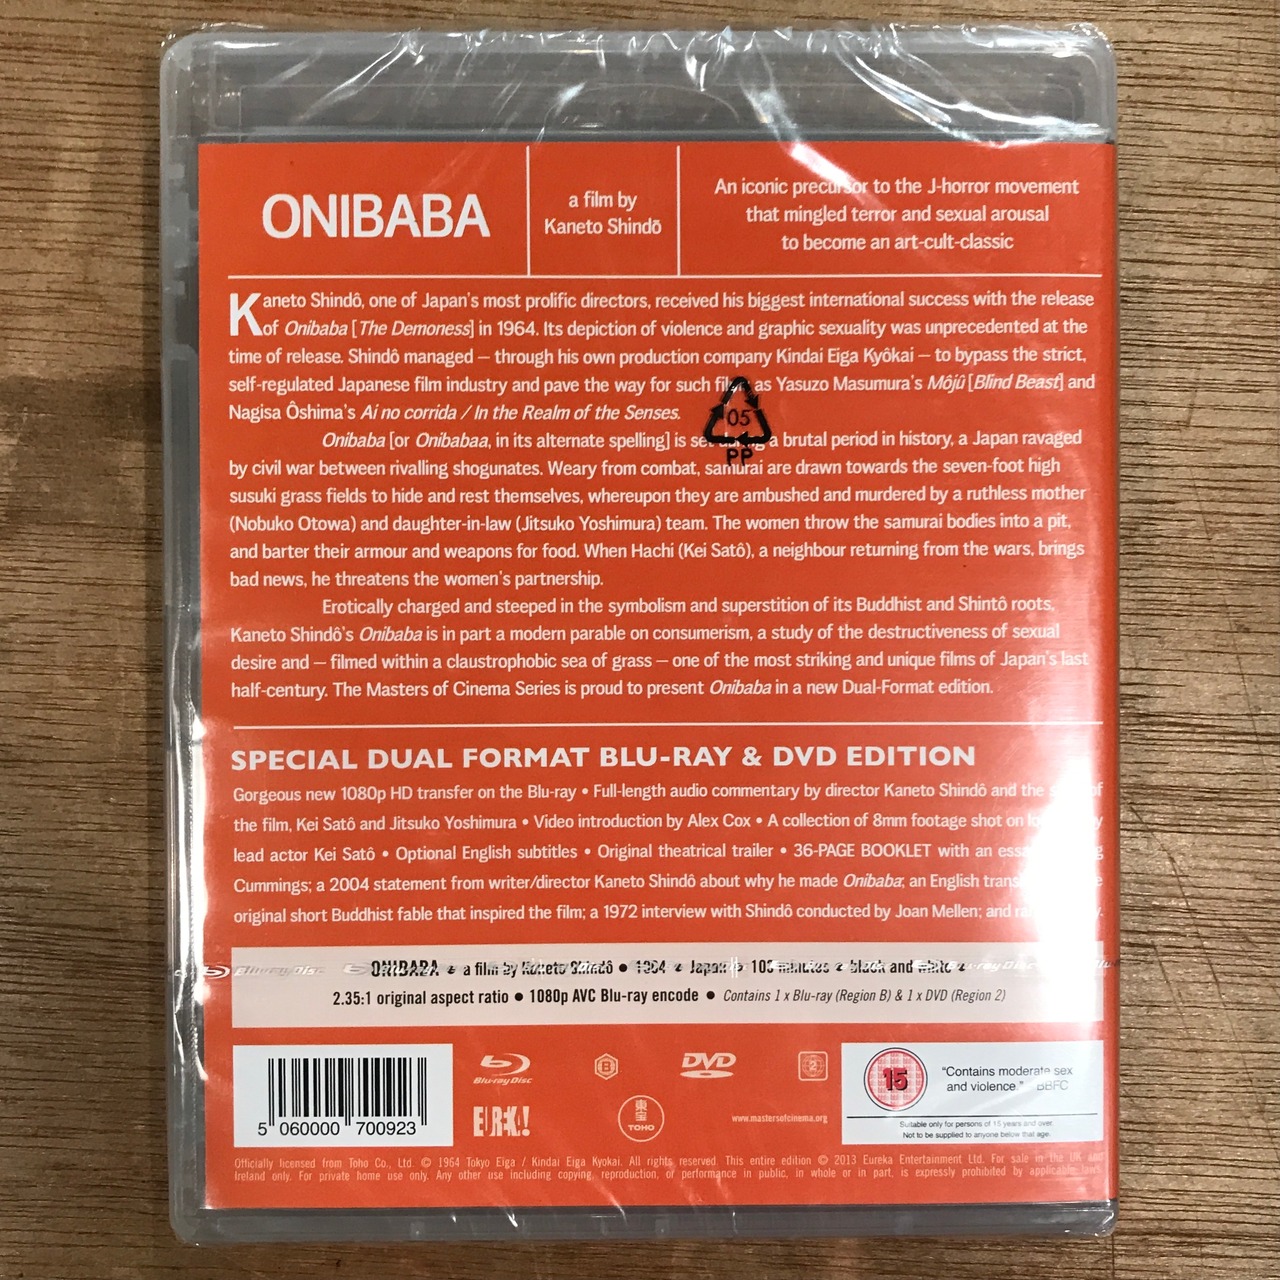 ONIBABA
a film by
Kaneto Shindō
An iconic precursor to the J-horror movement
that mingled terror and sexual arousal
to become an art-cult-classic
Kaneto Shindô, one of Japan's most prolific directors, received his biggest international success with the release
of Onibaba [The Demoness] in 1964. Its depiction of violence and graphic sexuality was unprecedented at the
time of release. Shindô managed – through his own production company Kindai Eiga Kyôkai – to bypass the strict,
self-regulated Japanese film industry and pave the way for such films as Yasuzo Masumura's Môjû [Blind Beast] and
Nagisa Ôshima's Ai no corrida / In the Realm of the Senses.
Onibaba [or Onibabaa, in its alternate spelling] is set during a brutal period in history, a Japan ravaged
by civil war between rivalling shogunates. Weary from combat, samurai are drawn towards the seven-foot high
susuki grass fields to hide and rest themselves, whereupon they are ambushed and murdered by a ruthless mother
(Nobuko Otowa) and daughter-in-law (Jitsuko Yoshimura) team. The women throw the samurai bodies into a pit,
and barter their armour and weapons for food. When Hachi (Kei Satô), a neighbour returning from the wars, brings
bad news, he threatens the women's partnership.
Erotically charged and steeped in the symbolism and superstition of its Buddhist and Shintô roots,
Kaneto Shindô's Onibaba is in part a modern parable on consumerism, a study of the destructiveness of sexual
desire and – filmed within a claustrophobic sea of grass – one of the most striking and unique films of Japan's last
half-century. The Masters of Cinema Series is proud to present Onibaba in a new Dual-Format edition.
05
PP
SPECIAL DUAL FORMAT BLU-RAY & DVD EDITION
Gorgeous new 1080p HD transfer on the Blu-ray • Full-length audio commentary by director Kaneto Shindô and the of
the film, Kei Satô and Jitsuko Yoshimura • Video introduction by Alex Cox • A collection of 8mm footage shot on
lead actor Kei Satô • Optional English subtitles • Original theatrical trailer • 36-PAGE BOOKLET with an
Cummings; a 2004 statement from writer/director Kaneto Shindô about why he made Onibaba; an English
original short Buddhist fable that inspired the film; a 1972 interview with Shindô conducted by Joan Mellen; and
ONIBABA • a film by Kaneto Shindô • 1964 • Japan • minutes • black and white •
2.35:1 original aspect ratio • 1080p AVC Blu-ray encode • Contains 1 x Blu-ray (Region B) & 1 x DVD (Region 2)
5 060000 700923
Blu-ray Disc
B
DVD
2
EUREKA!
東宝
TOHO
www.mastersofcinema.org
15
"Contains moderate sex
and violence." BBFC
Suitable only for persons of 15 years and over.
Not to be supplied to anyone below that age.
Officially licensed from Toho Co., Ltd. © 1964 Tokyo Eiga / Kindai Eiga Kyokai. All rights reserved. This entire edition © 2013 Eureka Entertainment Ltd. For sale in the UK and
Ireland only. For private home use only. Any other use including copying, reproduction, or performance in public, in whole or in part, is expressly prohibited by applicable laws.